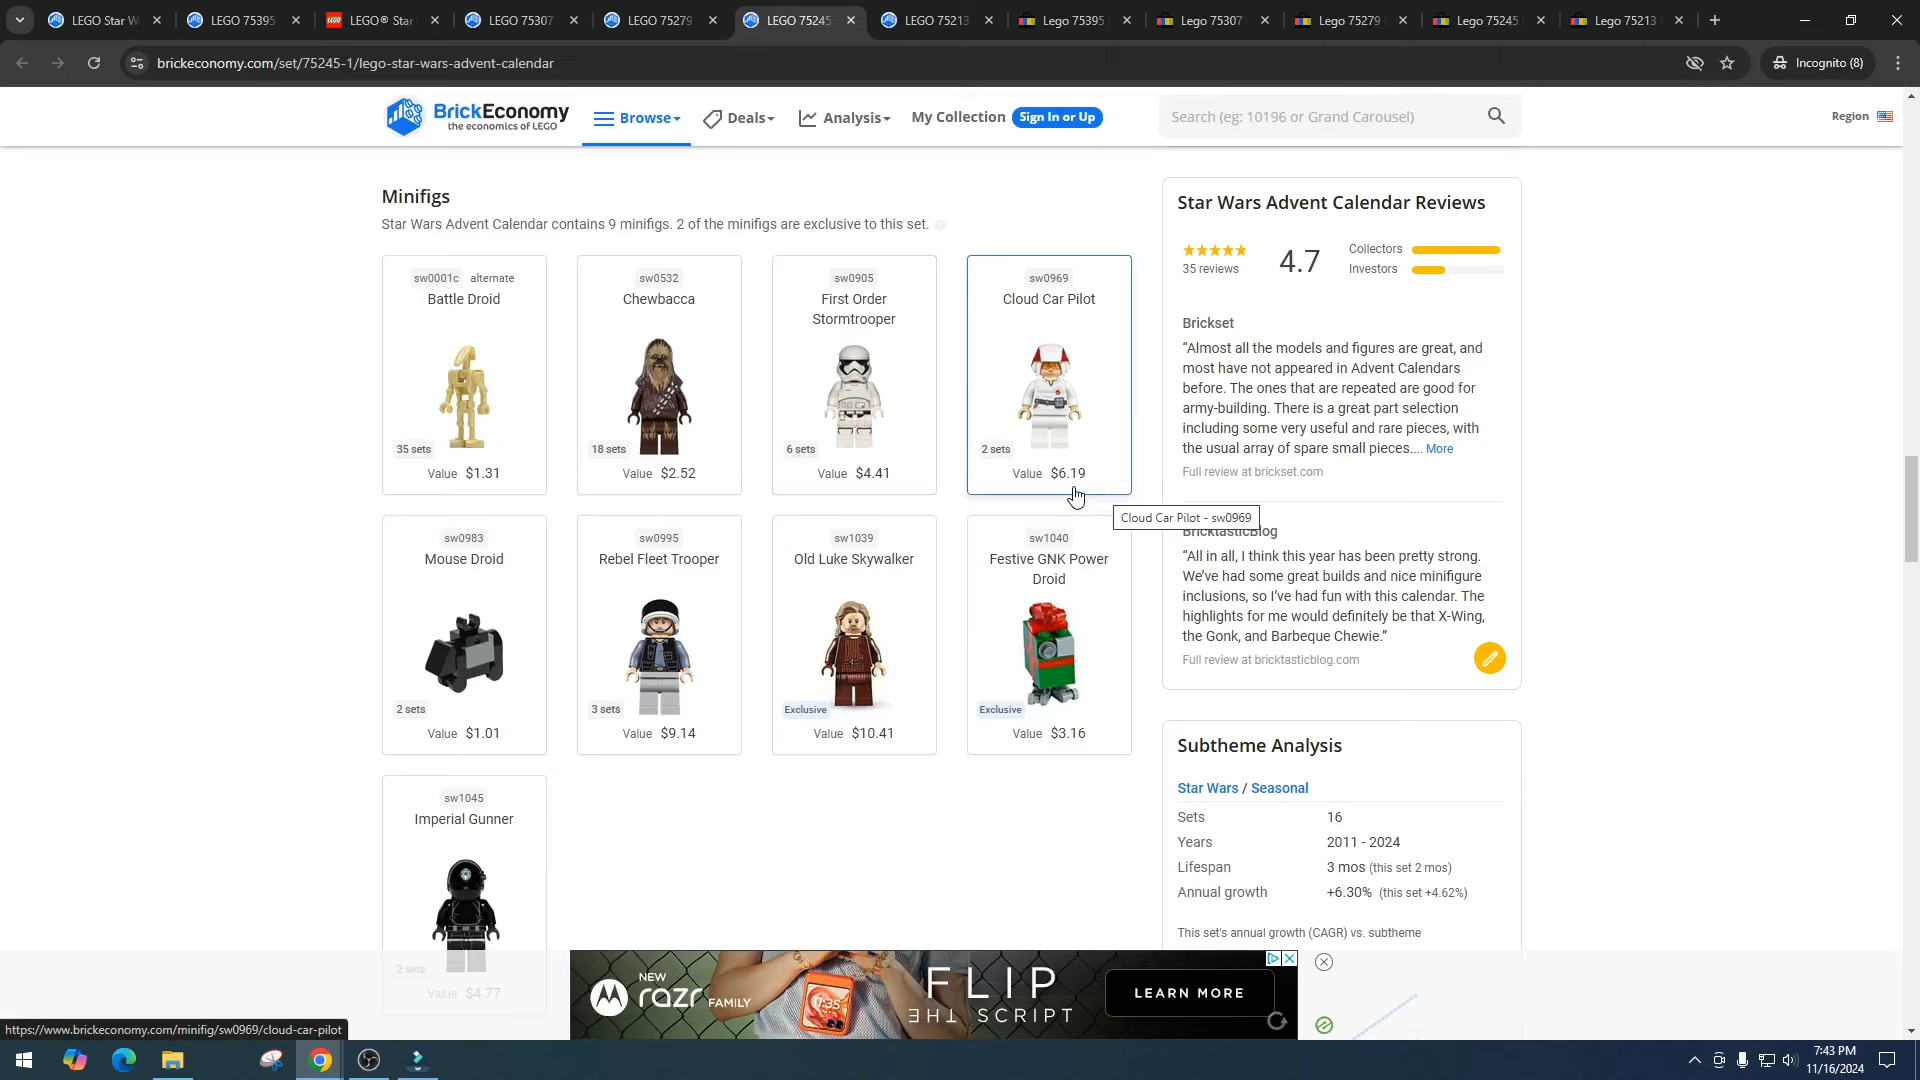 LEGO Star W
LEGO 75395
LEGO® Star
LEGO 75307
LEGO 75279
LEGO 75245
LEGO 75213
Lego 75395
Lego 75307
Lego 75279
Lego 75245
Lego 75213
brickeconomy.com/set/75245-1/lego-star-wars-advent-calendar
Incognito (8)
BrickEconomy
the economics of LEGO
Browse
Deals
Analysis
My Collection
Sign In or Up
Search (eg: 10196 or Grand Carousel)
Region
Minifigs
Star Wars Advent Calendar contains 9 minifigs. 2 of the minifigs are exclusive to this set.
sw0001c alternate
Battle Droid
35 sets
Value $1.31
sw0532
Chewbacca
18 sets
Value $2.52
sw0905
First Order
Stormtrooper
6 sets
Value $4.41
sw0969
Cloud Car Pilot
2 sets
Value $6.19
Cloud Car Pilot - sw0969
sw0983
Mouse Droid
2 sets
Value $1.01
sw0995
Rebel Fleet Trooper
3 sets
Value $9.14
sw1039
Old Luke Skywalker
Exclusive
Value $10.41
sw1040
Festive GNK Power
Droid
Exclusive
Value $3.16
sw1045
Imperial Gunner
2 sets
Value $4.77
Star Wars Advent Calendar Reviews
35 reviews
4.7
Collectors
Investors
Brickset
“Almost all the models and figures are great, and
most have not appeared in Advent Calendars
before. The ones that are repeated are good for
army-building. There is a great part selection
including some very useful and rare pieces, with
the usual array of spare small pieces.... More
Full review at brickset.com
BricktasticBlog
“All in all, I think this year has been pretty strong.
We’ve had some great builds and nice minifigure
inclusions, so I’ve had fun with this calendar. The
highlights for me would definitely be that X-Wing,
the Gonk, and Barbeque Chewie.”
Full review at bricktasticblog.com
Subtheme Analysis
Star Wars / Seasonal
Sets 16
Years 2011 - 2024
Lifespan 3 mos (this set 2 mos)
Annual growth +6.30% (this set +4.62%)
This set's annual growth (CAGR) vs. subtheme
NEW
razr FAMILY
11:35
FLIP
THE SCRIPT
LEARN MORE
https://www.brickeconomy.com/minifig/sw0969/cloud-car-pilot
7:43 PM
11/16/2024